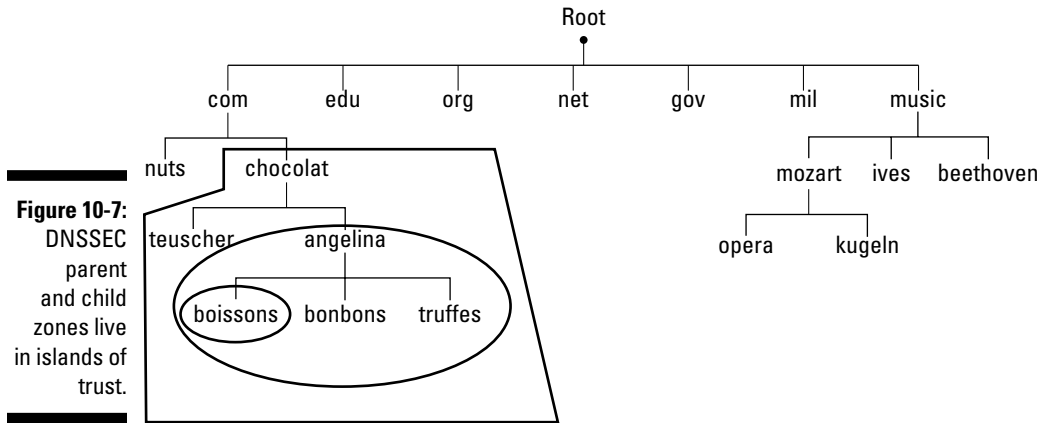 Root
com edu org net gov mil music
nuts chocolat mozart ives beethoven
teuscher angelina opera kugeln
boissons bonbons truffes
Figure 10-7:
DNSSEC
parent
and child
zones live
in islands of
trust.